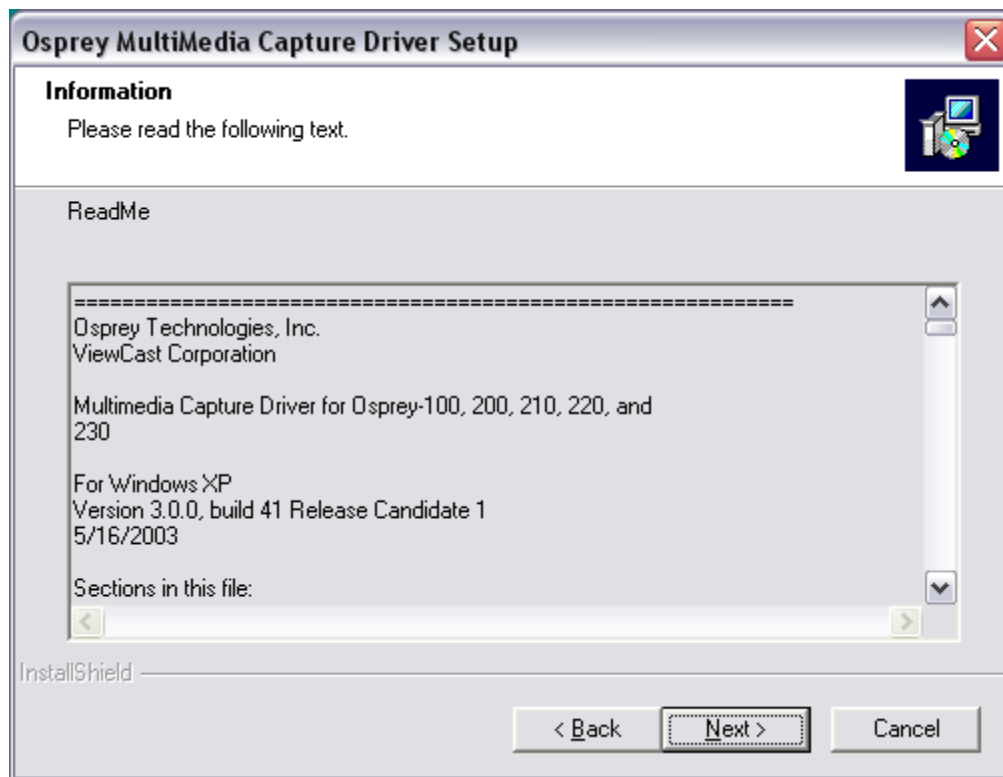 Osprey MultiMedia Capture Driver Setup
Information
Please read the following text.
ReadMe
============================================================
Osprey Technologies, Inc.
ViewCast Corporation
Multimedia Capture Driver for Osprey-100, 200, 210, 220, and
230
For Windows XP
Version 3.0.0, build 41 Release Candidate 1
5/16/2003
Sections in this file:
InstallShield
< Back
Next >
Cancel